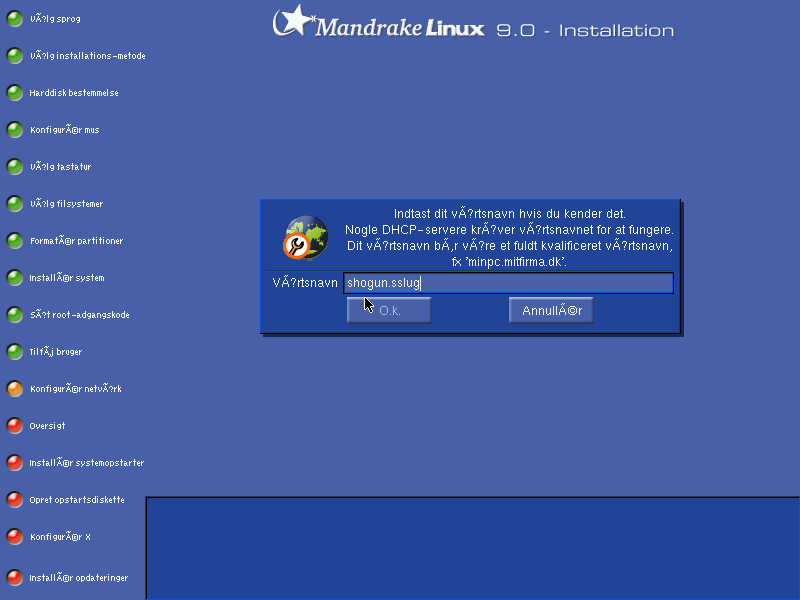 MandrakeLinux 9.0 - Installation
VÃ?lg sprog
VÃ?lg installations-metode
Harddisk bestemmelse
KonfigurÃ©r mus
VÃ?lg tastatur
VÃ?lg filsystemer
FormatÃ©r partitioner
InstallÃ©r system
SÃ?t root-adgangskode
TilfÃ¸j bruger
KonfigurÃ©r netvÃ?rk
Oversigt
InstallÃ©r systemopstarter
Opret opstartsdiskette
KonfigurÃ©r X
InstallÃ©r opdateringer
Indtast dit vÃ?rtsnavn hvis du kender det.
Nogle DHCP-servere krÃ?ver vÃ?rtsnavnet for at fungere.
Dit vÃ?rtsnavn bÃ¸r vÃ?re et fuldt kvalificeret vÃ?rtsnavn,
fx 'minpc.mitfirma.dk'.
VÃ?rtsnavn shogun.sslug
O.k. AnnullÃ©r